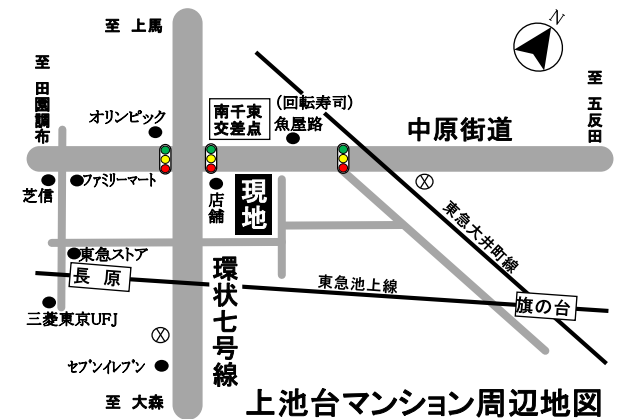 至 上馬
N
至 田園調布
至 五反田
オリンピック
南千束
交差点
(回転寿司)
魚屋路
中原街道
芝信
ファミリーマート
店舗
現地
東急大井町線
東急ストア
長原
環状七号線
東急池上線
旗の台
三菱東京UFJ
セブンイレブン
至 大森
上池台マンション周辺地図